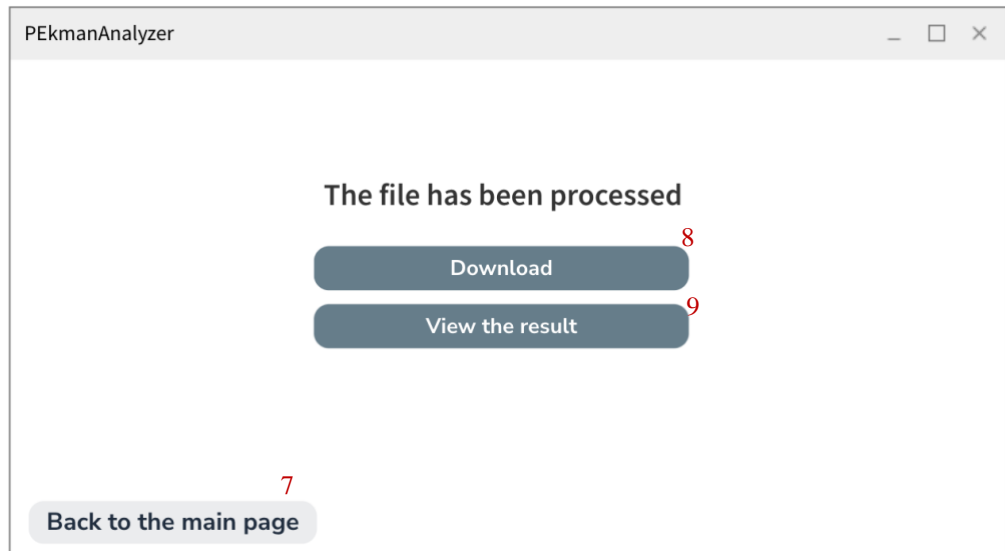 PEkmanAnalyzer
The file has been processed
8
Download
9
View the result
7
Back to the main page